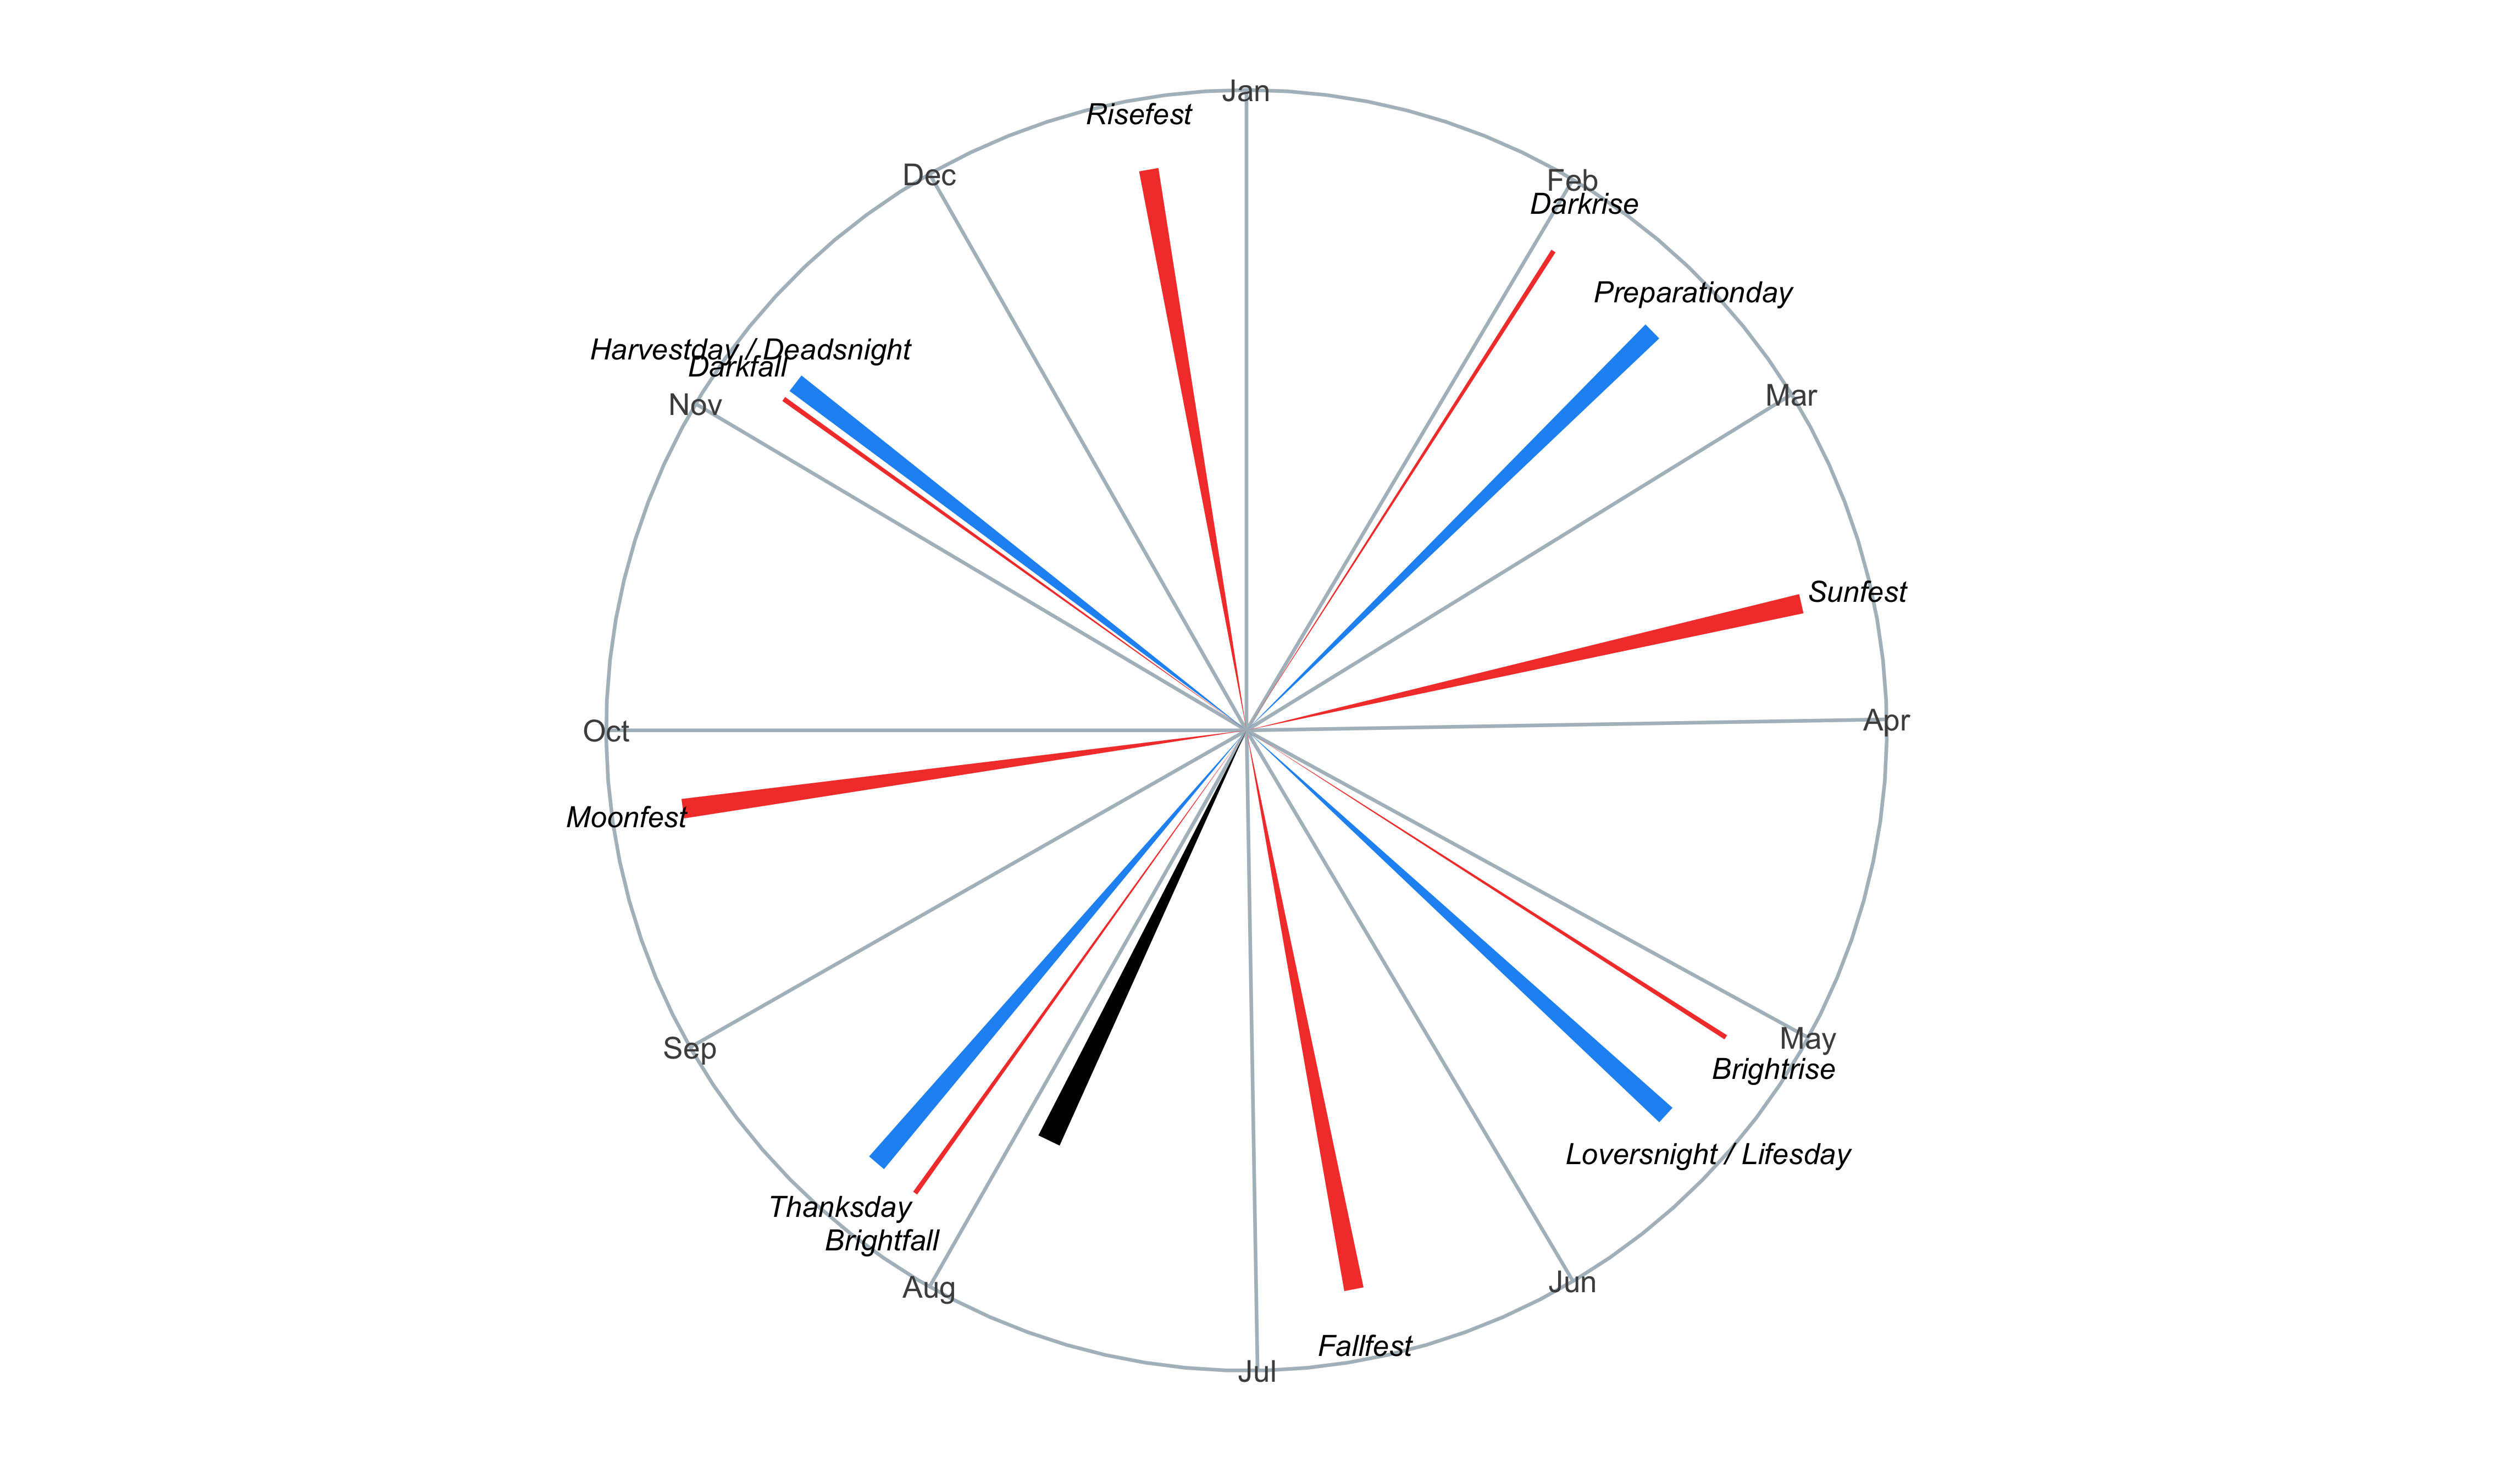 Jan
Risefest
Dec
Feb
Darkrise
Preparationday
Harvestday / Deadsnight
Darkfall
Nov
Mar
Sunfest
Oct
Apr
Moonfest
Sep
May
Brightrise
Loversnight / Lifesday
Thanksday
Brightfall
Aug
Jun
Fallfest
Jul